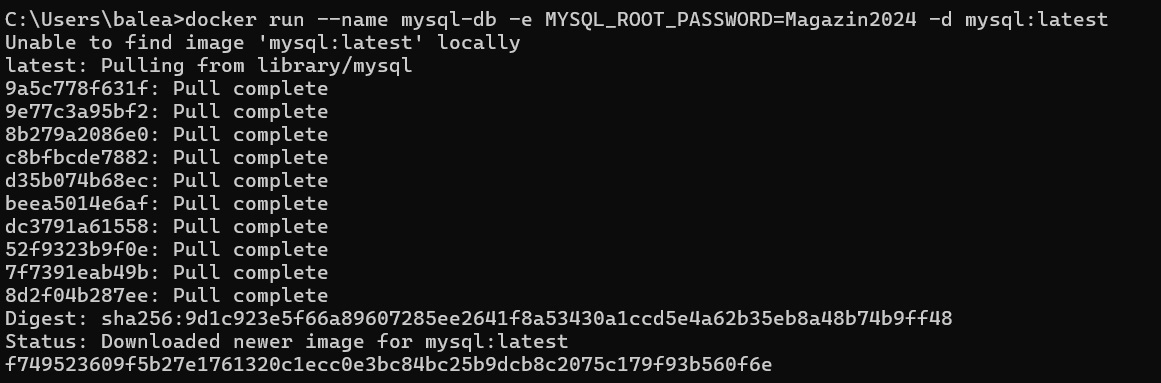 C:\Users\balea>docker run --name mysql-db -e MYSQL_ROOT_PASSWORD=Magazin2024 -d mysql:latest
Unable to find image 'mysql:latest' locally
latest: Pulling from library/mysql
9a5c778f631f: Pull complete
9e77c3a95bf2: Pull complete
8b279a2086e0: Pull complete
c8bfbcde7882: Pull complete
d35b074b68ec: Pull complete
beea5014e6af: Pull complete
dc3791a61558: Pull complete
52f9323b9f0e: Pull complete
7f7391eab49b: Pull complete
8d2f04b287ee: Pull complete
Digest: sha256:9d1c923e5f66a89607285ee2641f8a53430a1ccd5e4a62b35eb8a48b74b9ff48
Status: Downloaded newer image for mysql:latest
f749523609f5b27e1761320c1ecc0e3bc84bc25b9dcb8c2075c179f93b560f6e